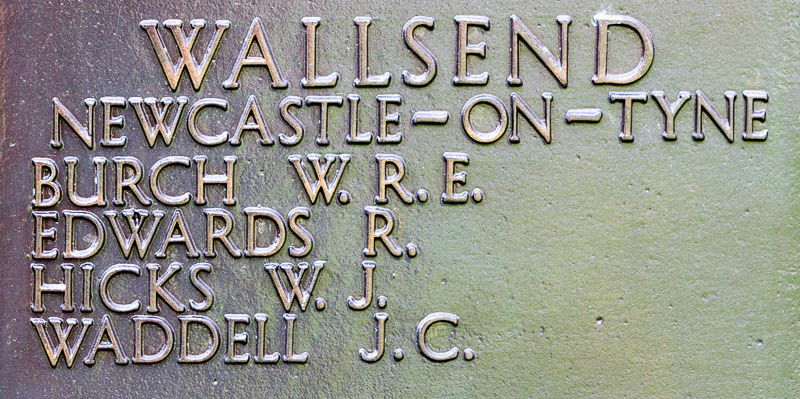 WALLSEND
NEWCASTLE-ON-TYNE
BURCH W. R. E.
EDWARDS R.
HICKS W. J.
WADDELL J. C.